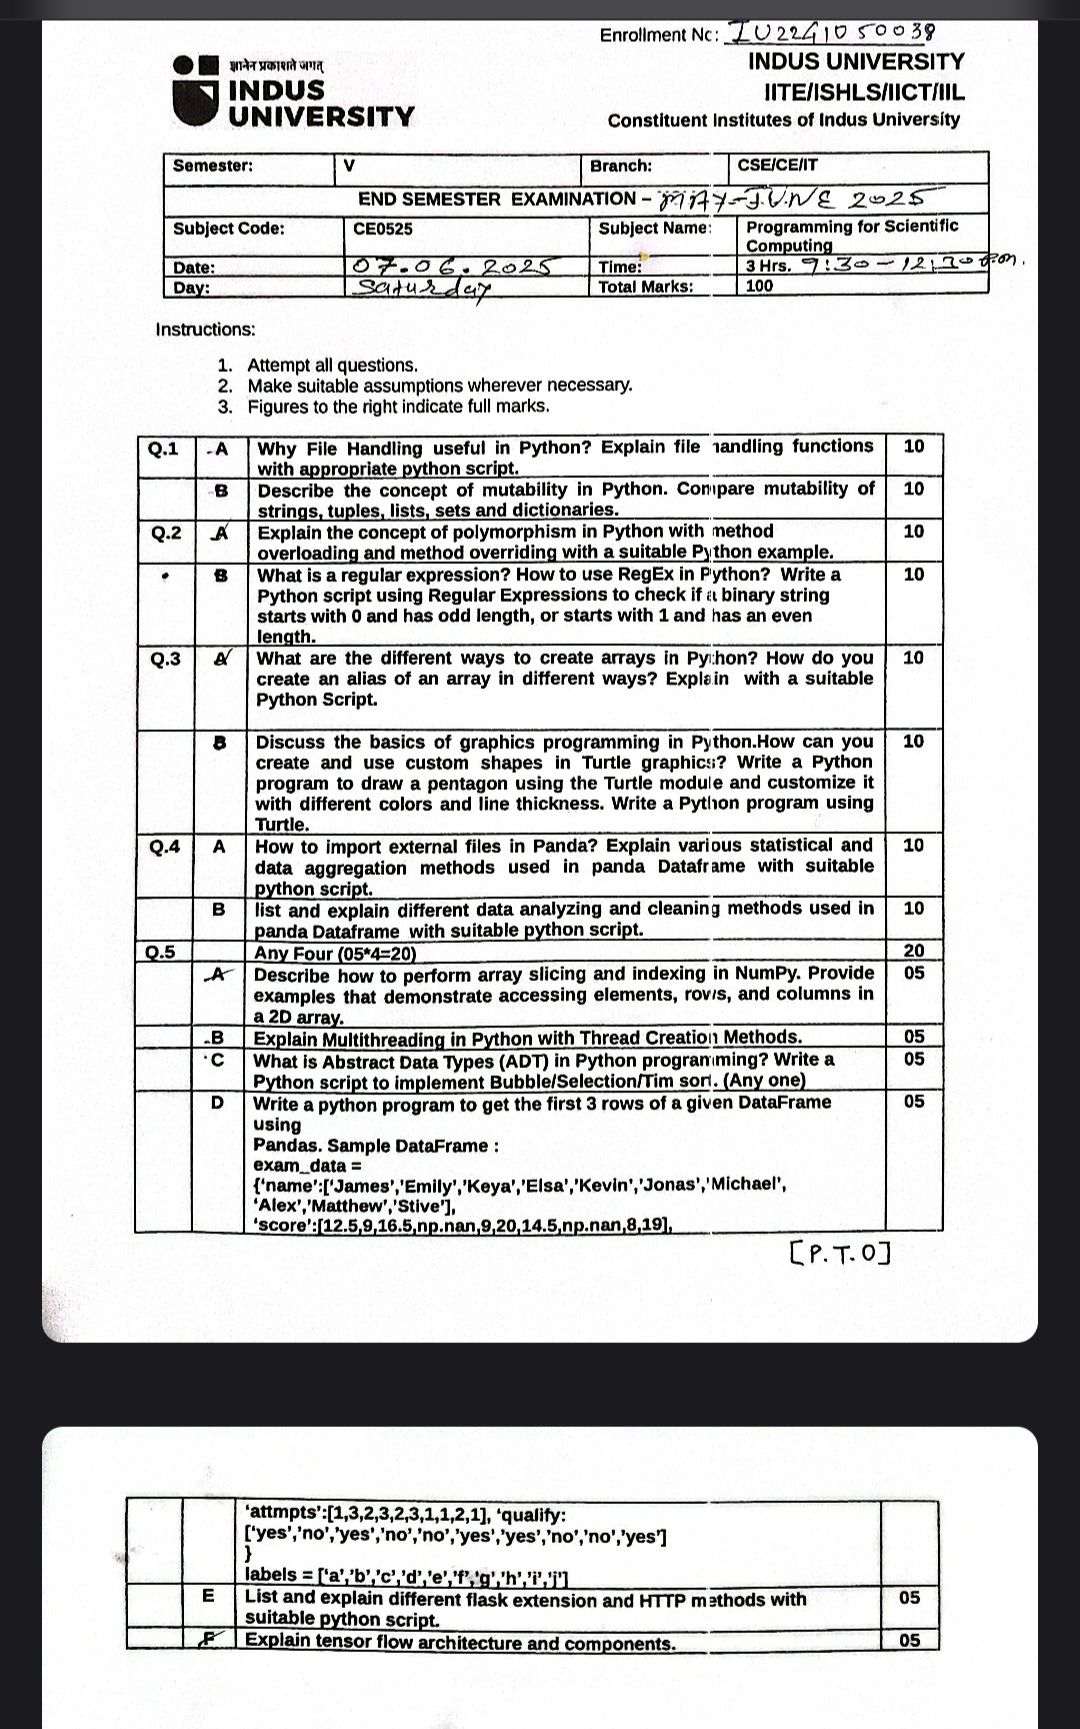 Enrollment No: IU2241050038
ज्ञानेन प्रकाशते जगत्
INDUS
UNIVERSITY
INDUS UNIVERSITY
IITE/ISHLS/IICT/IIL
Constituent Institutes of Indus University
Semester: V Branch: CSE/CE/IT
END SEMESTER EXAMINATION – MAY-JUNE 2025
Subject Code: CE0525 Subject Name: Programming for Scientific
Computing
Date: 07.06.2025 Time: 3 Hrs. 9:30 – 12:30 p.m.
Day: Saturday Total Marks: 100
Instructions:
1. Attempt all questions.
2. Make suitable assumptions wherever necessary.
3. Figures to the right indicate full marks.
Q.1 A Why File Handling useful in Python? Explain file handling functions 10
with appropriate python script.
B Describe the concept of mutability in Python. Compare mutability of 10
strings, tuples, lists, sets and dictionaries.
Q.2 A Explain the concept of polymorphism in Python with method 10
overloading and method overriding with a suitable Python example.
B What is a regular expression? How to use RegEx in Python? Write a 10
Python script using Regular Expressions to check if a binary string
starts with 0 and has odd length, or starts with 1 and has an even
length.
Q.3 A What are the different ways to create arrays in Python? How do you 10
create an alias of an array in different ways? Explain with a suitable
Python Script.
B Discuss the basics of graphics programming in Python.How can you 10
create and use custom shapes in Turtle graphics? Write a Python
program to draw a pentagon using the Turtle module and customize it
with different colors and line thickness. Write a Python program using
Turtle.
Q.4 A How to import external files in Panda? Explain various statistical and 10
data aggregation methods used in panda Dataframe with suitable
python script.
B list and explain different data analyzing and cleaning methods used in 10
panda Dataframe with suitable python script.
Q.5 Any Four (05*4=20) 20
A Describe how to perform array slicing and indexing in NumPy. Provide 05
examples that demonstrate accessing elements, rows, and columns in
a 2D array.
B Explain Multithreading in Python with Thread Creation Methods. 05
C What is Abstract Data Types (ADT) in Python programming? Write a 05
Python script to implement Bubble/Selection/Tim sort. (Any one)
D Write a python program to get the first 3 rows of a given DataFrame 05
using
Pandas. Sample DataFrame :
exam_data =
{‘name’:['James’,'Emily’,'Keya’,'Elsa’,'Kevin’,'Jonas’,'Michael’,
‘Alex’,'Matthew’,'Stive’],
‘score’:[12.5,9,16.5,np.nan,9,20,14.5,np.nan,8,19],
[P.T.O]
‘attmpts’:[1,3,2,3,2,3,1,1,2,1], ‘qualify:
[‘yes’,’no’,’yes’,’no’,’no’,’yes’,’yes’,’no’,’no’,’yes’]
}
labels = [‘a’,’b’,’c’,’d’,’e’,’f’,’g’,’h’,’i’,’j’]
E List and explain different flask extension and HTTP methods with 05
suitable python script.
F Explain tensor flow architecture and components. 05